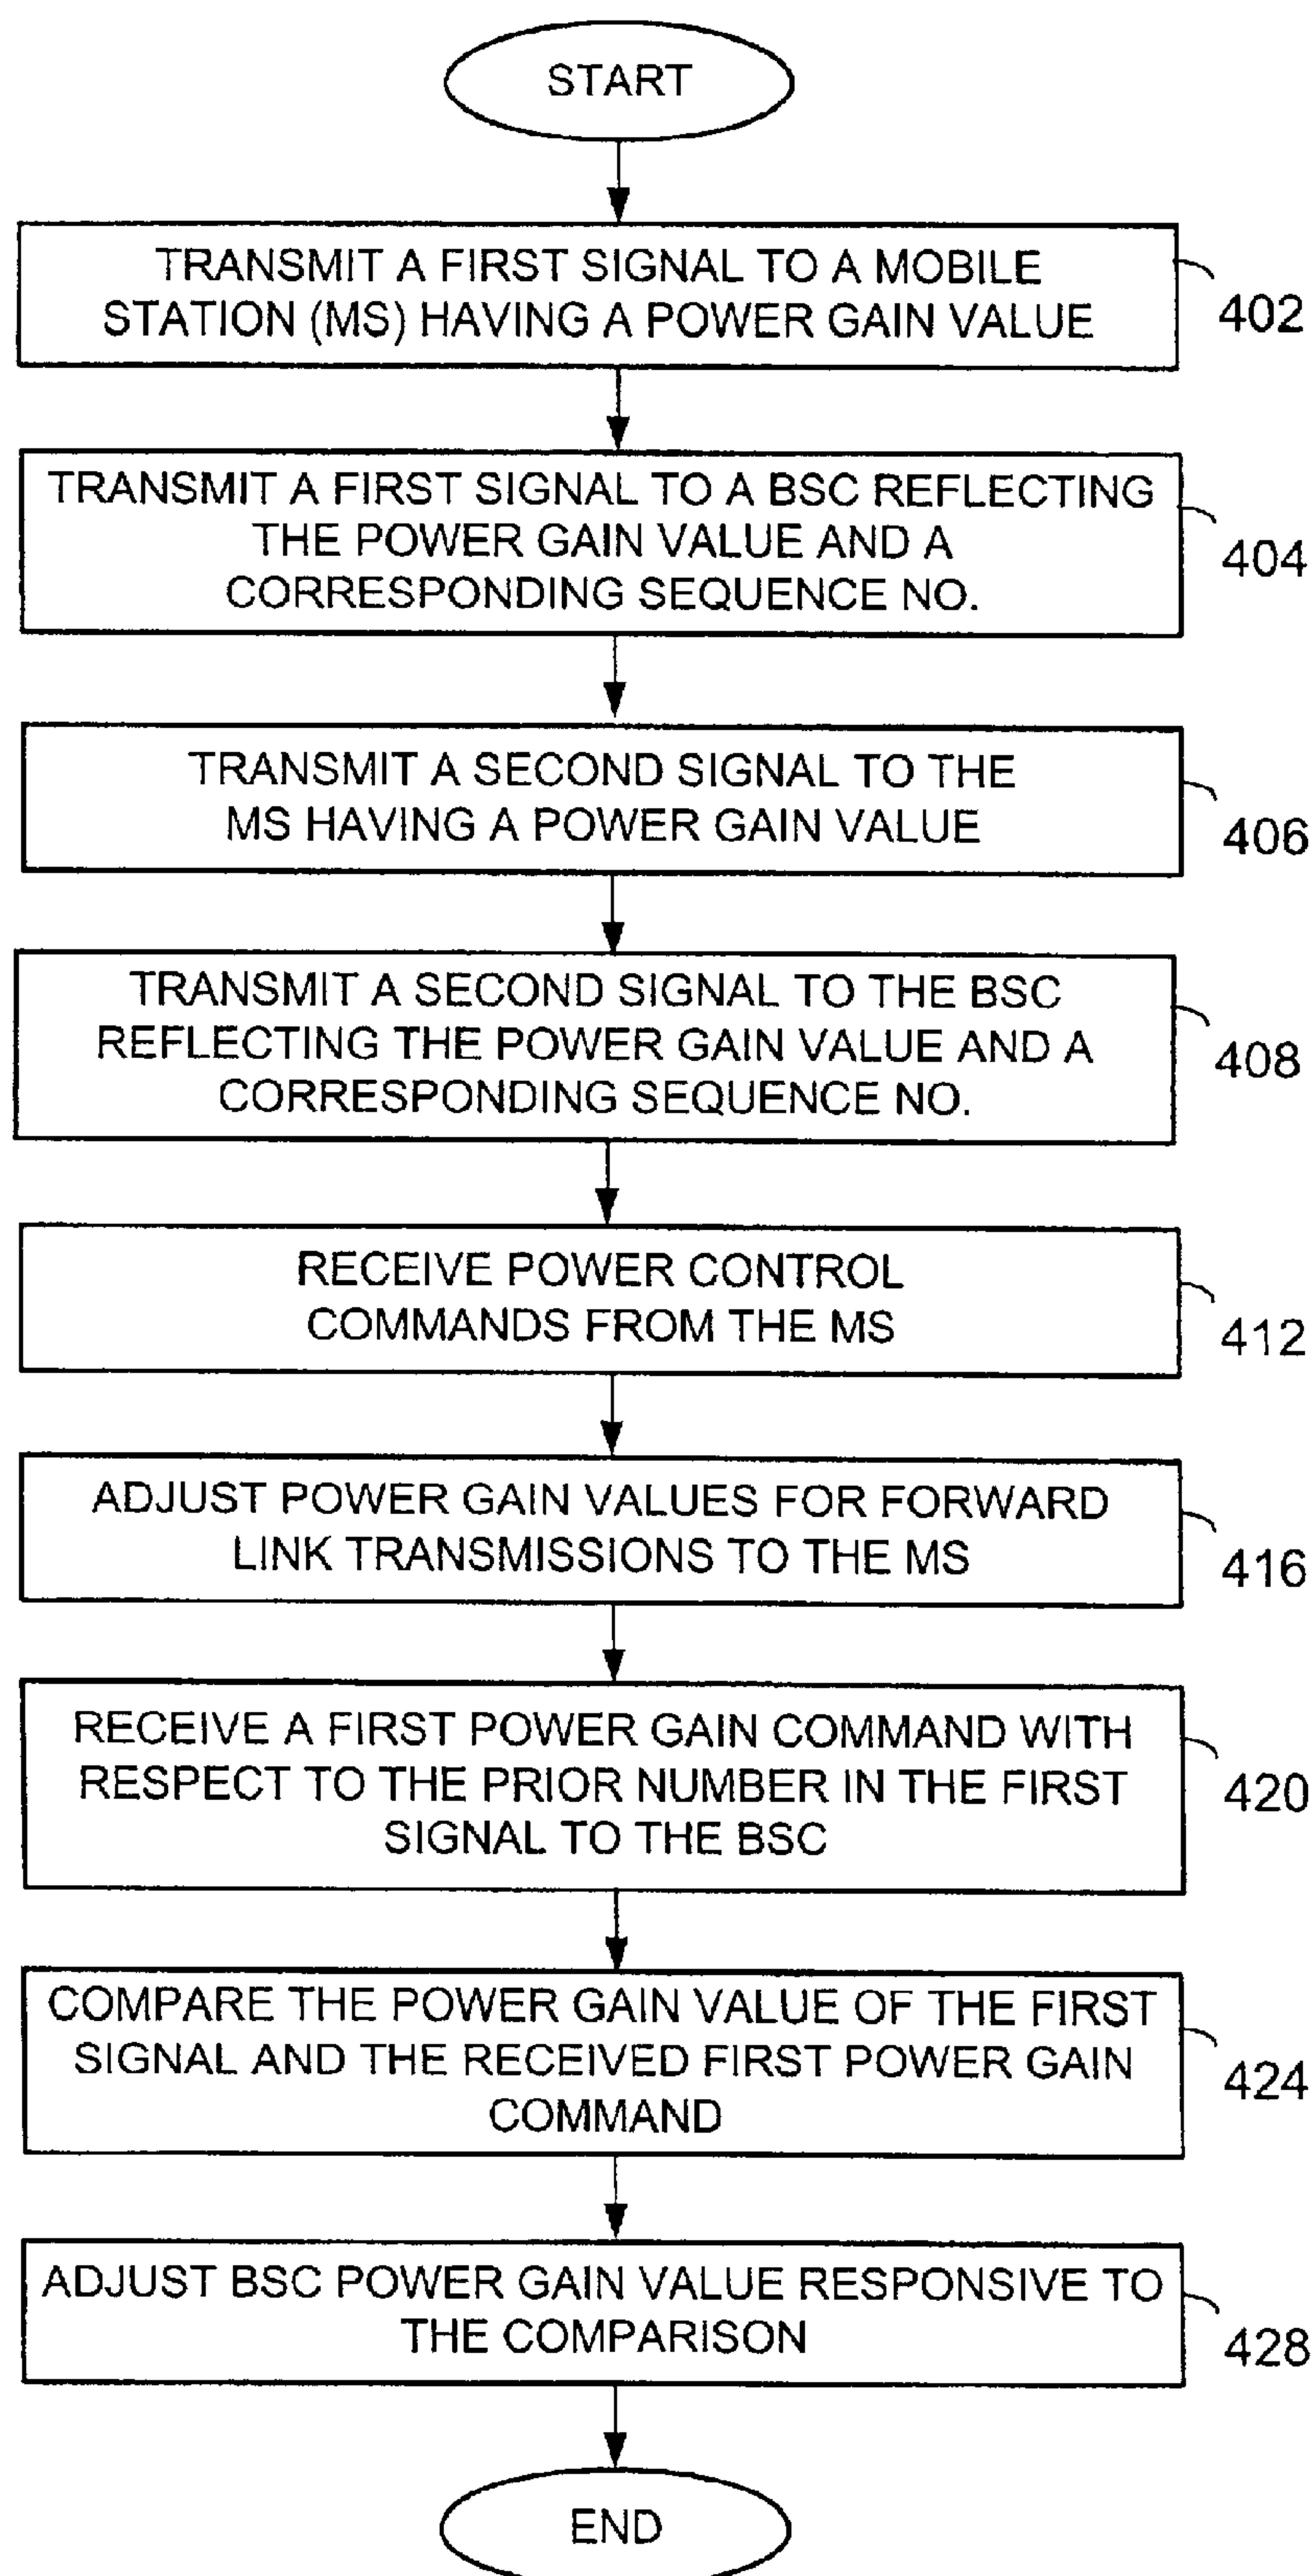 START
TRANSMIT A FIRST SIGNAL TO A MOBILE
STATION (MS) HAVING A POWER GAIN VALUE
402
TRANSMIT A FIRST SIGNAL TO A BSC REFLECTING
THE POWER GAIN VALUE AND A
CORRESPONDING SEQUENCE NO.
404
TRANSMIT A SECOND SIGNAL TO THE
MS HAVING A POWER GAIN VALUE
406
TRANSMIT A SECOND SIGNAL TO THE BSC
REFLECTING THE POWER GAIN VALUE AND A
CORRESPONDING SEQUENCE NO.
408
RECEIVE POWER CONTROL
COMMANDS FROM THE MS
412
ADJUST POWER GAIN VALUES FOR FORWARD
LINK TRANSMISSIONS TO THE MS
416
RECEIVE A FIRST POWER GAIN COMMAND WITH
RESPECT TO THE PRIOR NUMBER IN THE FIRST
SIGNAL TO THE BSC
420
COMPARE THE POWER GAIN VALUE OF THE FIRST
SIGNAL AND THE RECEIVED FIRST POWER GAIN
COMMAND
424
ADJUST BSC POWER GAIN VALUE RESPONSIVE TO
THE COMPARISON
428
END